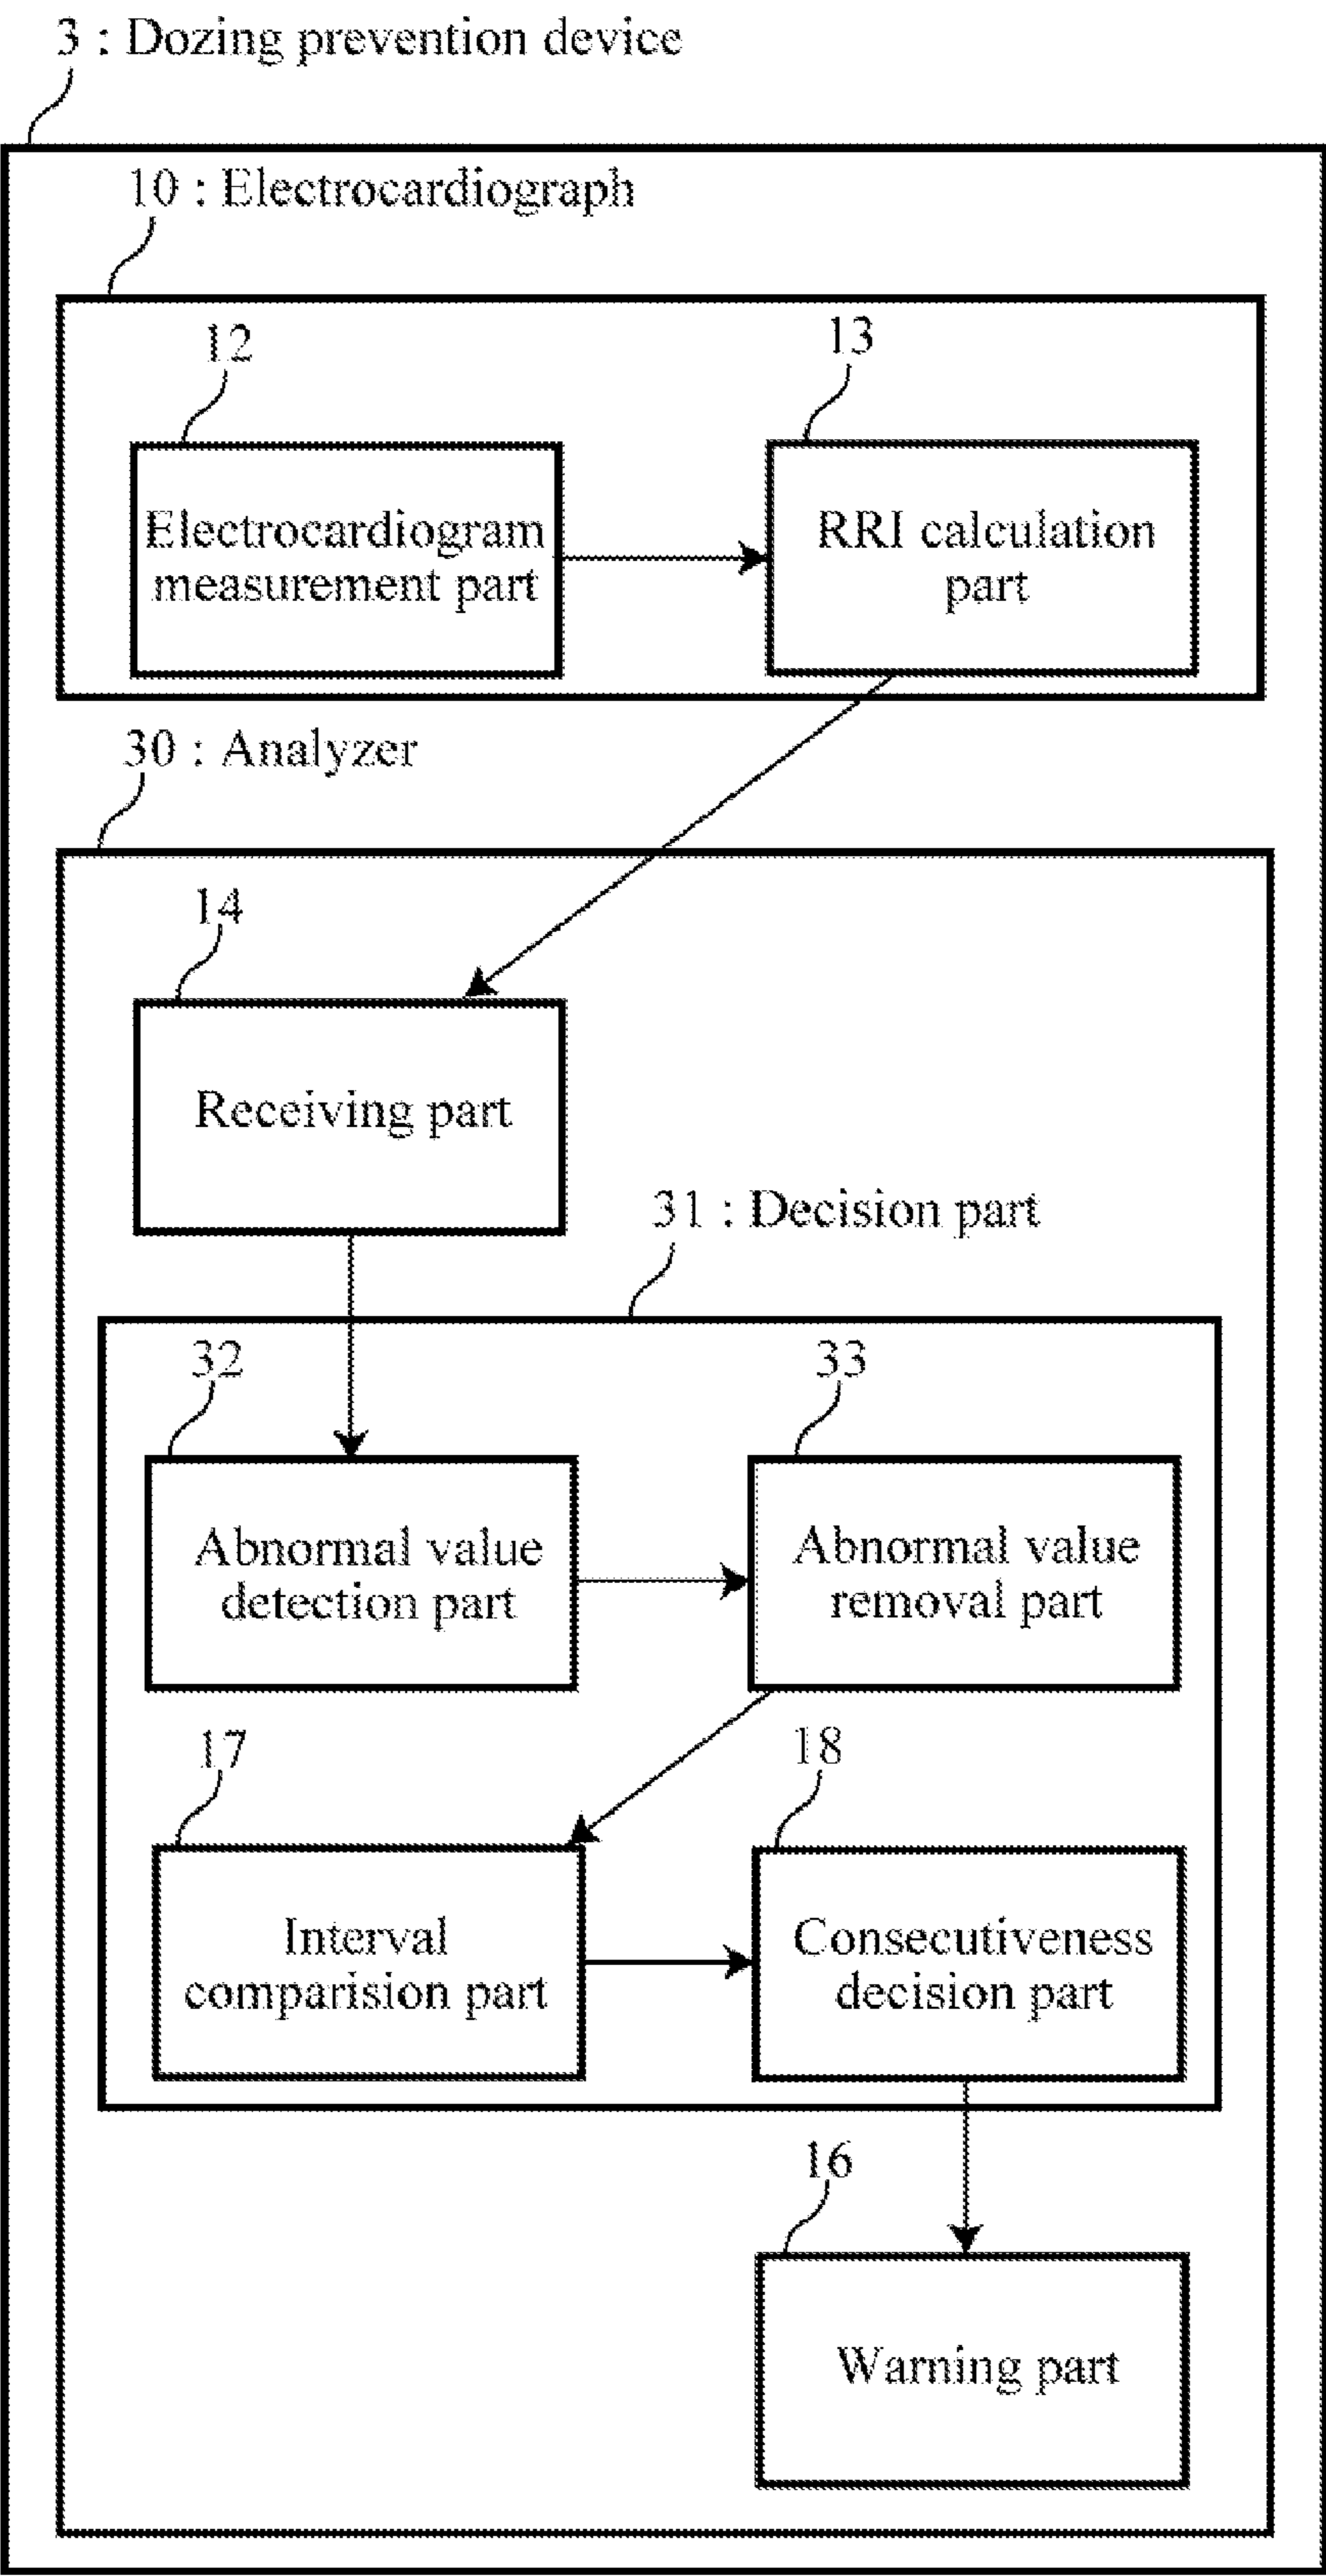 3 : Dozing prevention device
10 : Electrocardiograph
12
13
Electrocardiogram
measurement part
RRI calculation
part
30 : Analyzer
14
Receiving part
31 : Decision part
32
33
Abnormal value
detection part
Abnormal value
removal part
17
18
Interval
comparision part
Consecutiveness
decision part
16
Warning part